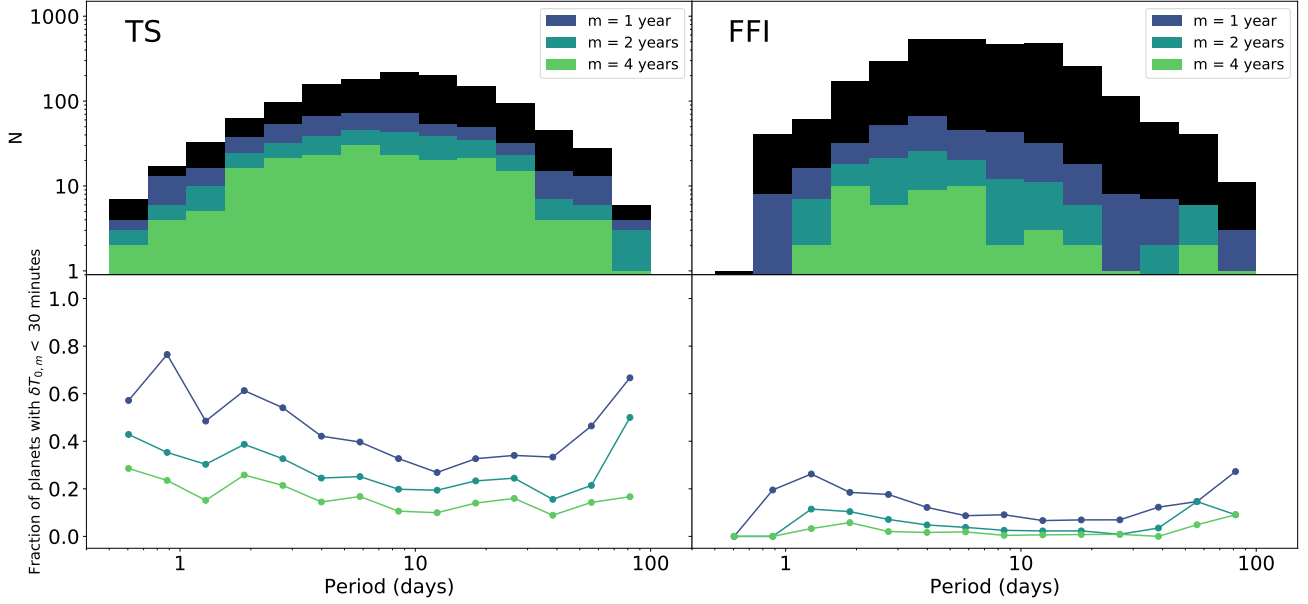 TS
m = 1 year
m = 2 years
m = 4 years
FFI
m = 1 year
m = 2 years
m = 4 years
N
1000
100
10
1
Fraction of planets with δT₀,ₘ < 30 minutes
1.0
0.8
0.6
0.4
0.2
0.0
1
10
100
1
10
100
Period (days)
Period (days)